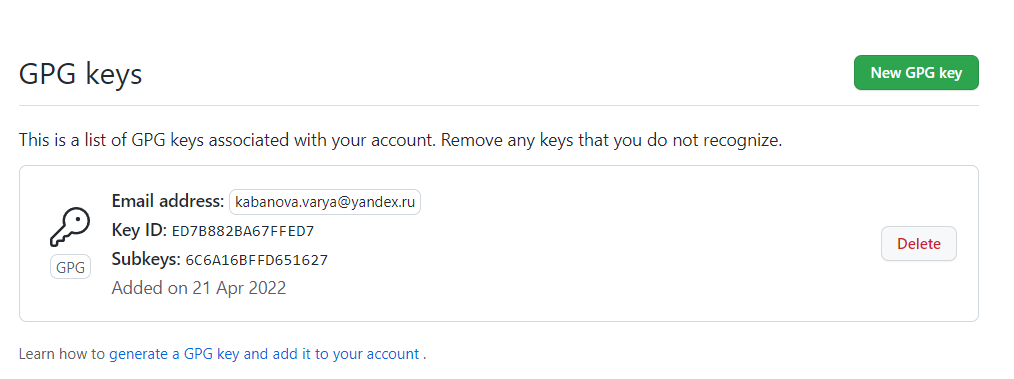 GPG keys
New GPG key
This is a list of GPG keys associated with your account. Remove any keys that you do not recognize.
Email address: kabanova.varya@yandex.ru
Key ID: ED7B882BA67FFED7
GPG
Subkeys: 6C6A16BFFD651627
Delete
Added on 21 Apr 2022
Learn how to generate a GPG key and add it to your account .